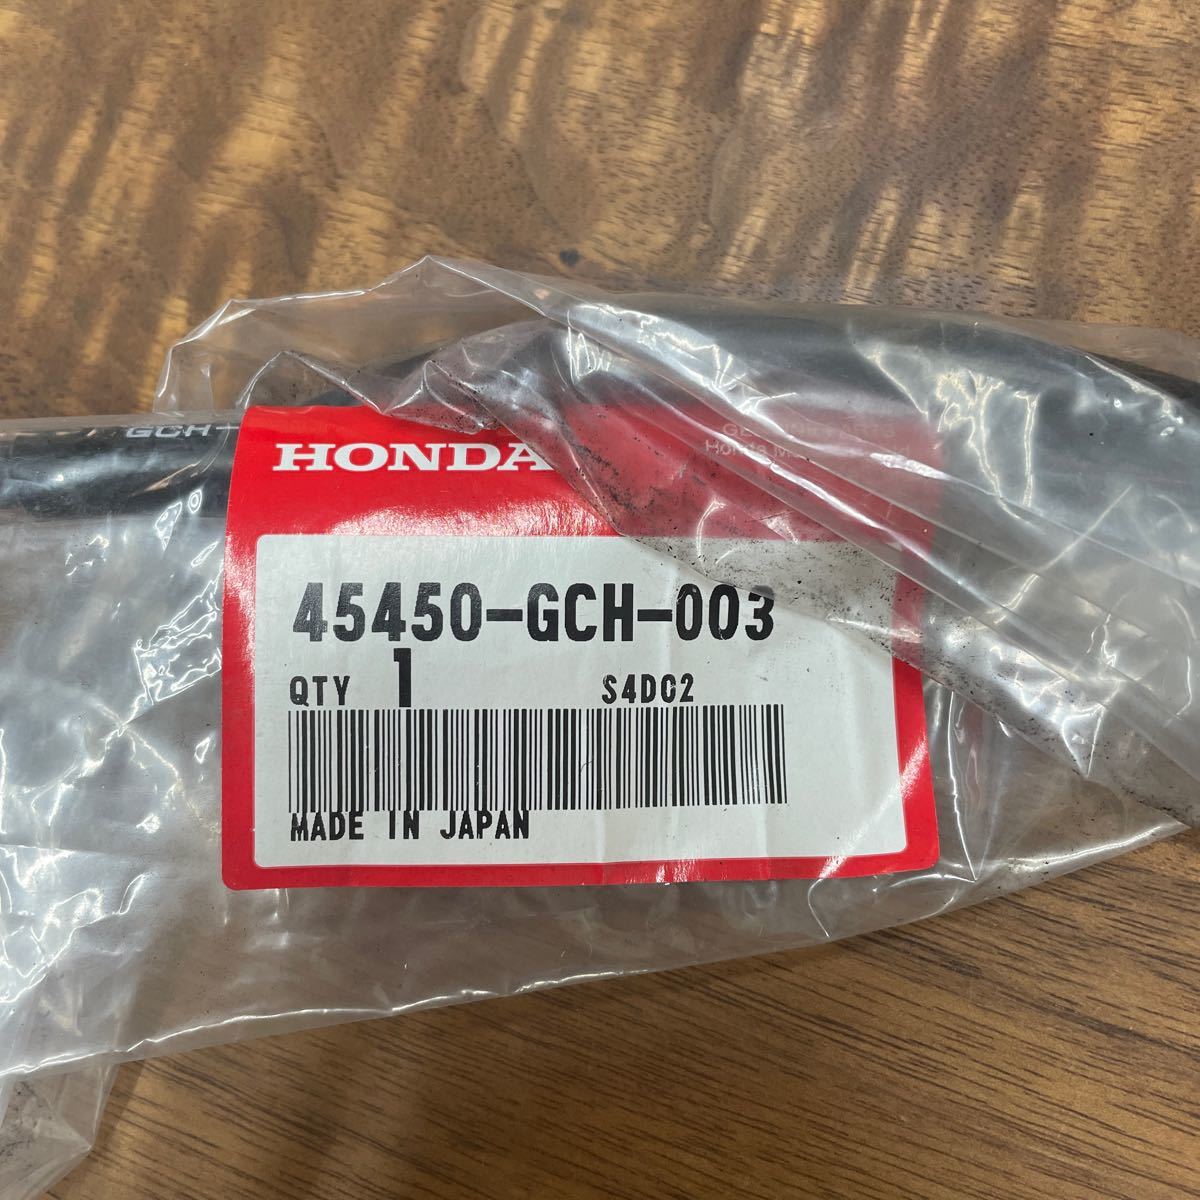 GCH-
HONDA
45450-GCH-003
QTY 1 S4D02
MADE IN JAPAN